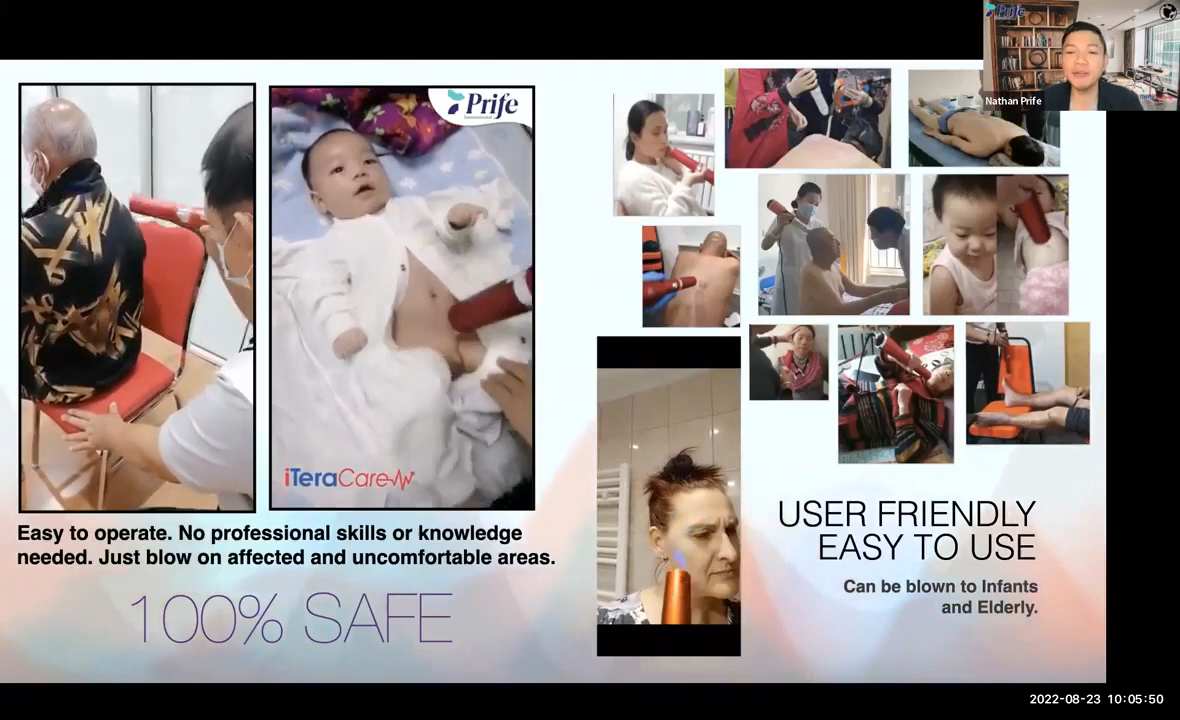 Prife
Nathan Prife
Prife
iTeraCare
Easy to operate. No professional skills or knowledge
needed. Just blow on affected and uncomfortable areas.
100% SAFE
USER FRIENDLY
EASY TO USE
Can be blown to Infants
and Elderly.
2022-08-23 10:05:50